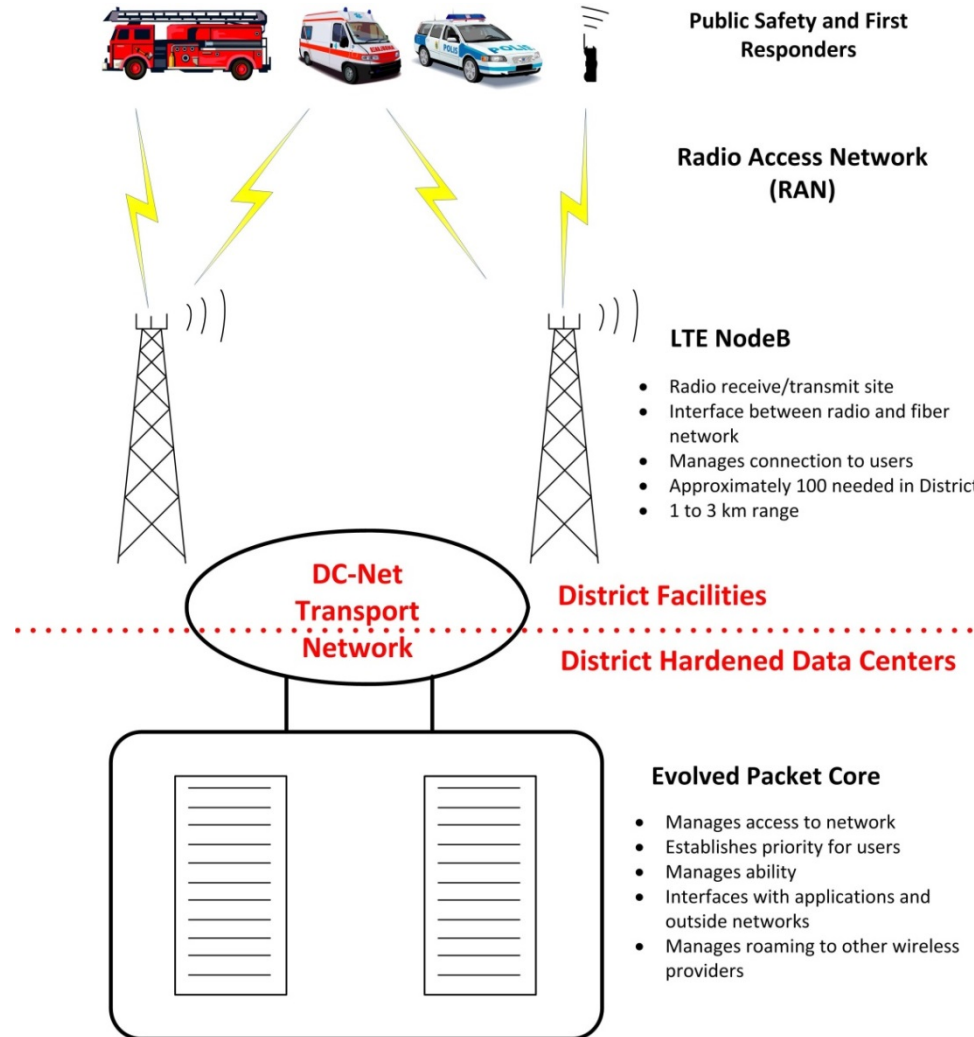 Public Safety and First
Responders
POLIS
POLIS
Radio Access Network
(RAN)
LTE NodeB
• Radio receive/transmit site
• Interface between radio and fiber
network
• Manages connection to users
• Approximately 100 needed in District
• 1 to 3 km range
DC-Net
Transport
Network
District Facilities
District Hardened Data Centers
Evolved Packet Core
• Manages access to network
• Establishes priority for users
• Manages ability
• Interfaces with applications and
outside networks
• Manages roaming to other wireless
providers